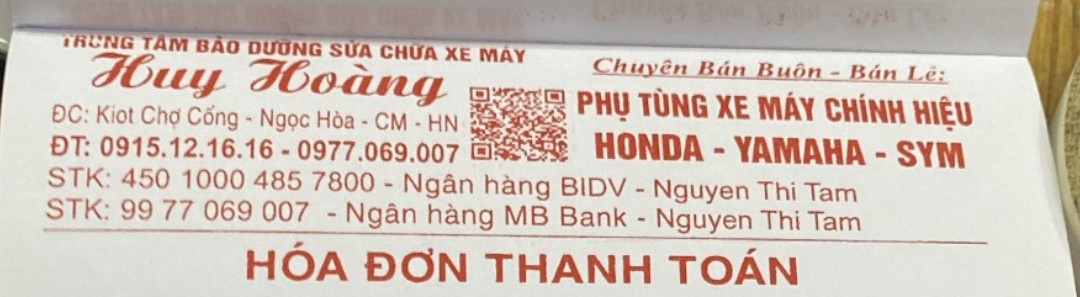 TRUNG TÂM BẢO DƯỠNG SỬA CHỮA XE MÁY
Huy Hoàng
ĐC: Kiot Chợ Cống - Ngọc Hòa - CM - HN
ĐT: 0915.12.16.16 - 0977.069.007
Chuyên Bán Buôn - Bán Lẽ:
PHỤ TÙNG XE MÁY CHÍNH HIỆU
HONDA - YAMAHA - SYM
STK: 450 1000 485 7800 - Ngân hàng BIDV - Nguyen Thi Tam
STK: 99 77 069 007 - Ngân hàng MB Bank - Nguyen Thi Tam
HÓA ĐƠN THANH TOÁN